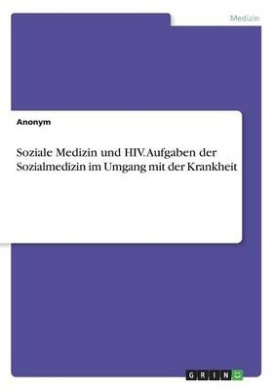 Medizin
Anonym
Soziale Medizin und HIV. Aufgaben der
Sozialmedizin im Umgang mit der Krankheit
GRIN